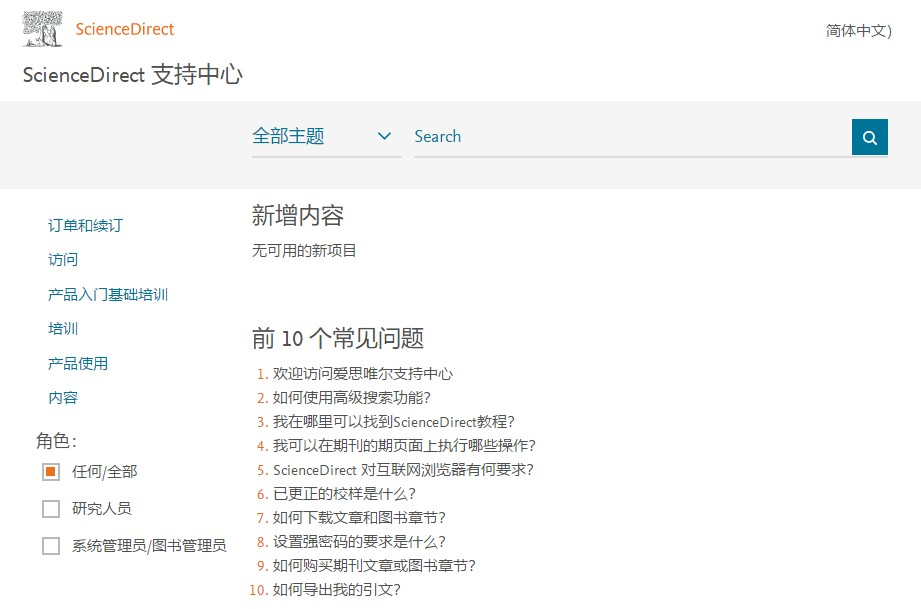 ScienceDirect
简体中文)
ScienceDirect 支持中心
全部主题
Search
订单和续订
访问
产品入门基础培训
培训
产品使用
内容
角色:
任何/全部
研究人员
系统管理员/图书管理员
新增内容
无可用的新项目
前 10 个常见问题
1. 欢迎访问爱思唯尔支持中心
2. 如何使用高级搜索功能?
3. 我在哪里可以找到ScienceDirect教程?
4. 我可以在期刊的期页面上执行哪些操作?
5. ScienceDirect 对互联网浏览器有何要求?
6. 已更正的校样是什么?
7. 如何下载文章和图书章节?
8. 设置强密码的要求是什么?
9. 如何购买期刊文章或图书章节?
10. 如何导出我的引文?